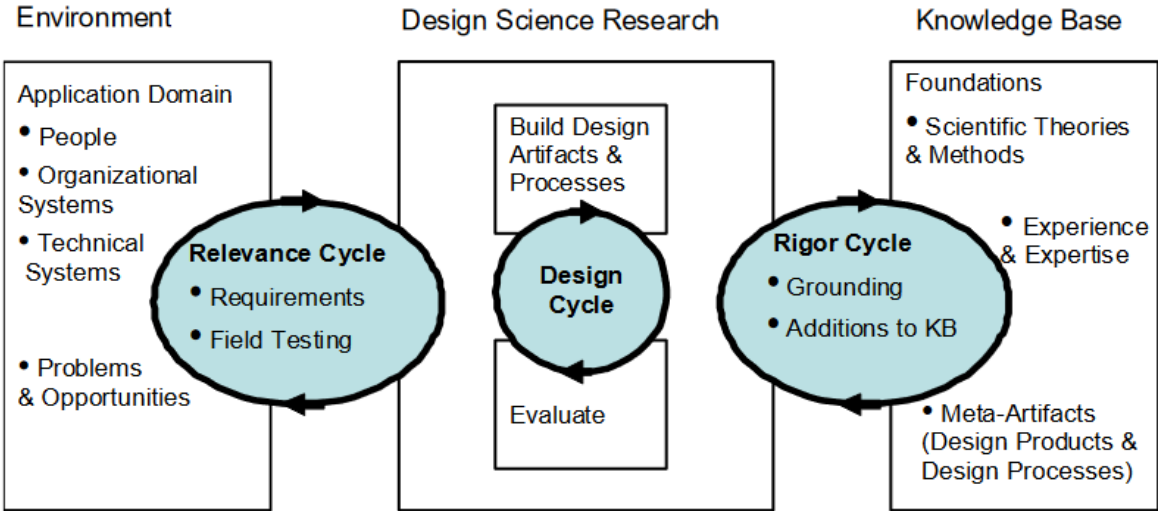 Environment
Design Science Research
Knowledge Base
Application Domain
• People
• Organizational
Systems
• Technical
Systems
• Problems
& Opportunities
Relevance Cycle
• Requirements
• Field Testing
Build Design
Artifacts &
Processes
Design
Cycle
Evaluate
Rigor Cycle
• Grounding
• Additions to KB
Foundations
• Scientific Theories
& Methods
• Experience
& Expertise
• Meta-Artifacts
(Design Products &
Design Processes)